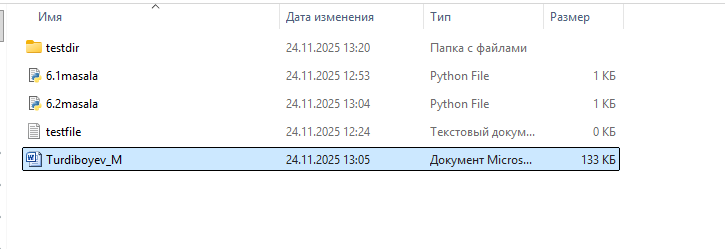 Имя Дата изменения Тип Размер
testdir 24.11.2025 13:20 Папка с файлами
6.1masala 24.11.2025 12:53 Python File 1 КБ
6.2masala 24.11.2025 13:04 Python File 1 КБ
testfile 24.11.2025 12:24 Текстовый докум... 0 КБ
Turdiboyev_M 24.11.2025 13:05 Документ Micros... 133 КБ